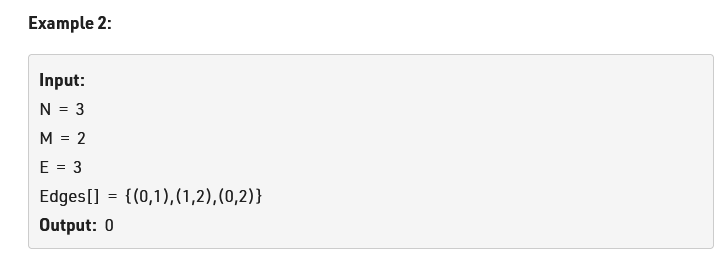 Example 2:
Input:
N = 3
M = 2
E = 3
Edges[] = {(0,1),(1,2),(0,2)}
Output: 0